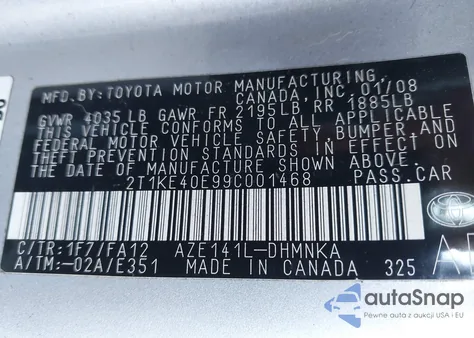 MFD.BY:TOYOTA MOTOR MANUFACTURING,
CANADA,INC.01/08
GVWR 4035 LB GAWR FR 2195LB RR 1885LB
THIS VEHICLE CONFORMS TO ALL APPLICABLE
FEDERAL MOTOR VEHICLE SAFETY,BUMPER,AND
THEFT PREVENTION STANDARDS IN EFFECT ON
THE DATE OF MANUFACTURE SHOWN ABOVE.
2T1KE40E99C001468 PASS.CAR
C/TR:1F7/FA12 AZE141L-DHMNKA
A/TM:-02A/E351 MADE IN CANADA 325
TOYOTA
autoSnap
Pewne auta z USA i EU